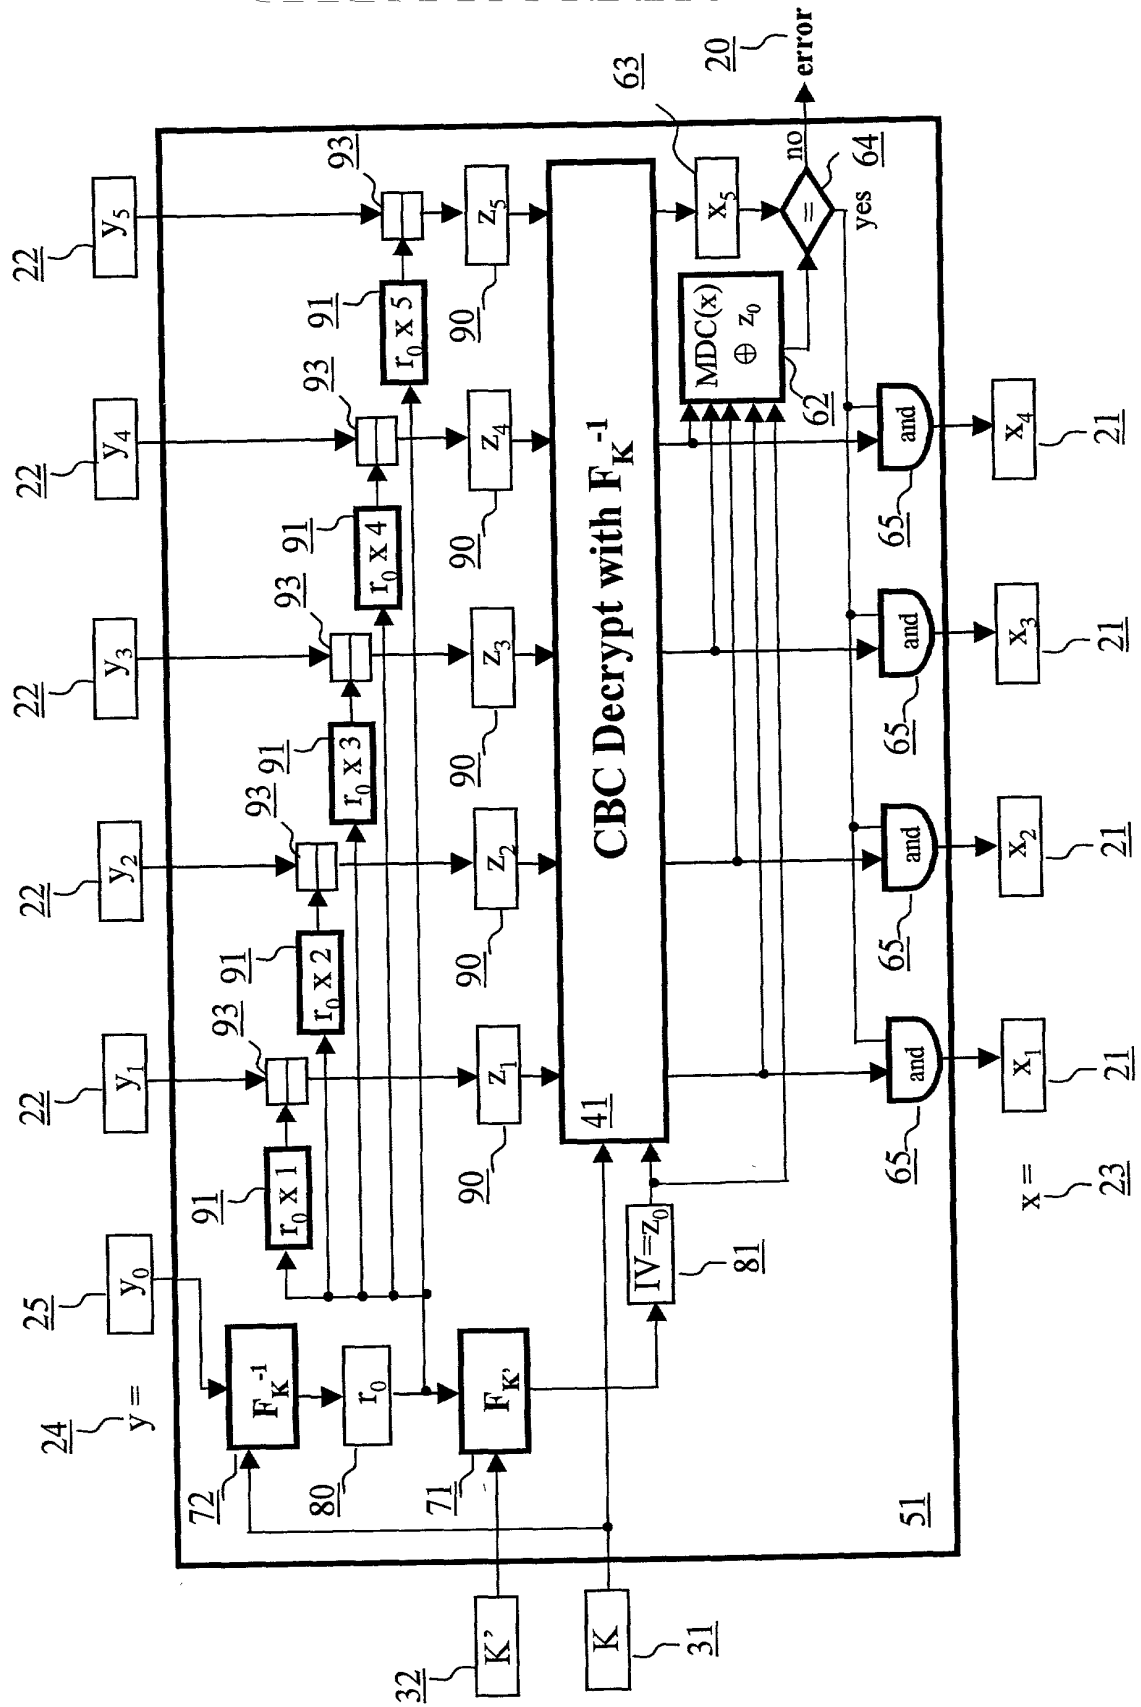 24 y = 25 y₀ 22 y₁ 22 y₂ 22 y₃ 22 y₄ 22 y₅
91 r₀ x 1 93
91 r₀ x 2 93
91 r₀ x 3 93
91 r₀ x 4 93
91 r₀ x 5 93
72 F_K⁻¹
80 r₀
71 F_K'
90 z₁ 90 z₂ 90 z₃ 90 z₄ 90 z₅
32 K'
31 K
41 CBC Decrypt with F_K⁻¹
81 IV=z₀
MDC(x) ⊕ z₀ 62
x₅ 63
= 64
no
yes
20 error
65 and 65 and 65 and 65 and
51
x = 23 x₁ 21 x₂ 21 x₃ 21 x₄ 21